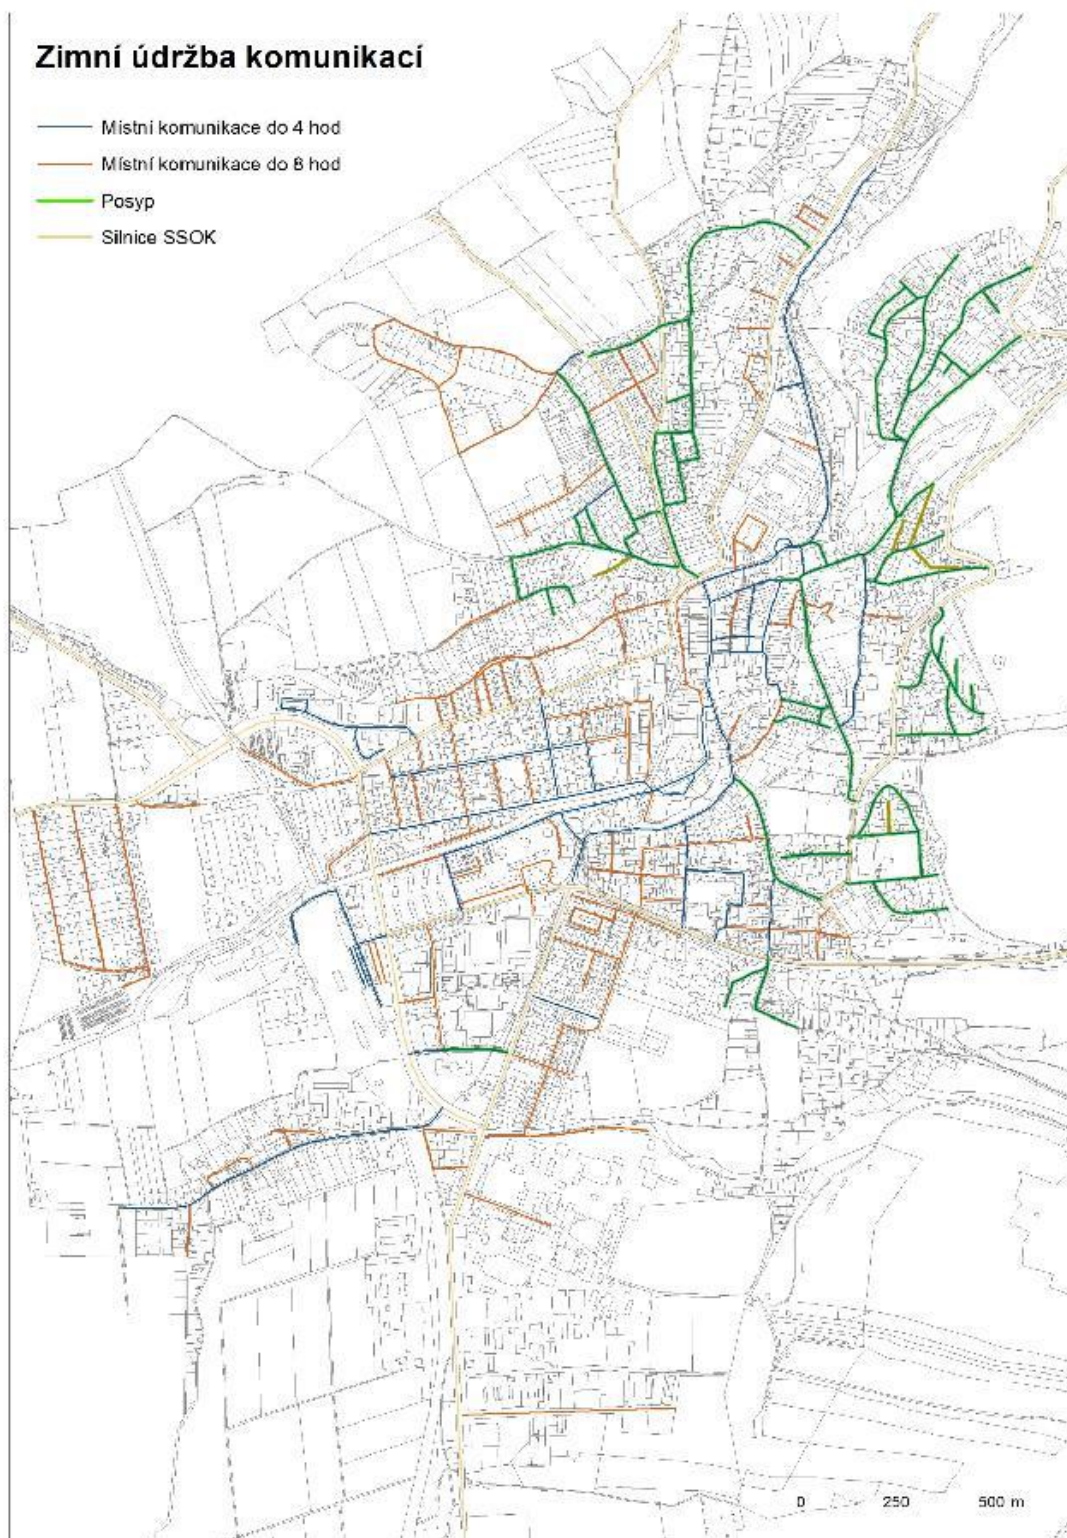 Zimní údržba komunikací
Místní komunikace do 4 hod
Místní komunikace do 8 hod
Posyp
Silnice SSOK
0 250 500 m